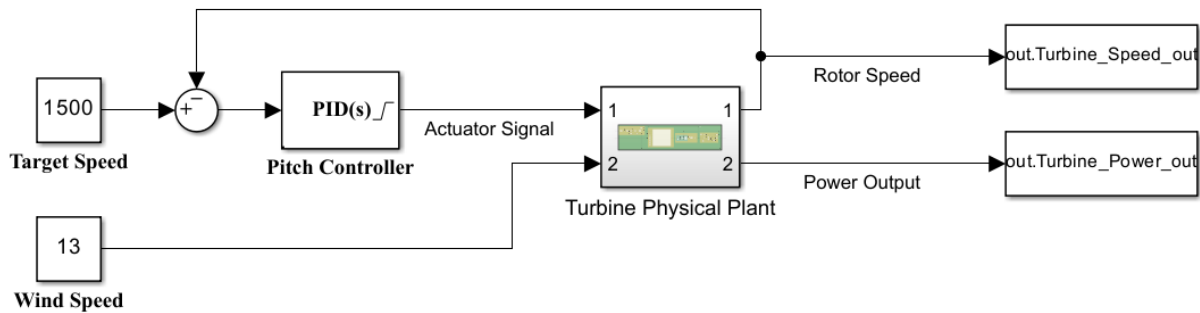 out.Turbine_Speed_out
Rotor Speed
1500
Target Speed
+
−
PID(s)
Pitch Controller
Actuator Signal
1
2
1
2
Turbine Physical Plant
out.Turbine_Power_out
Power Output
13
Wind Speed